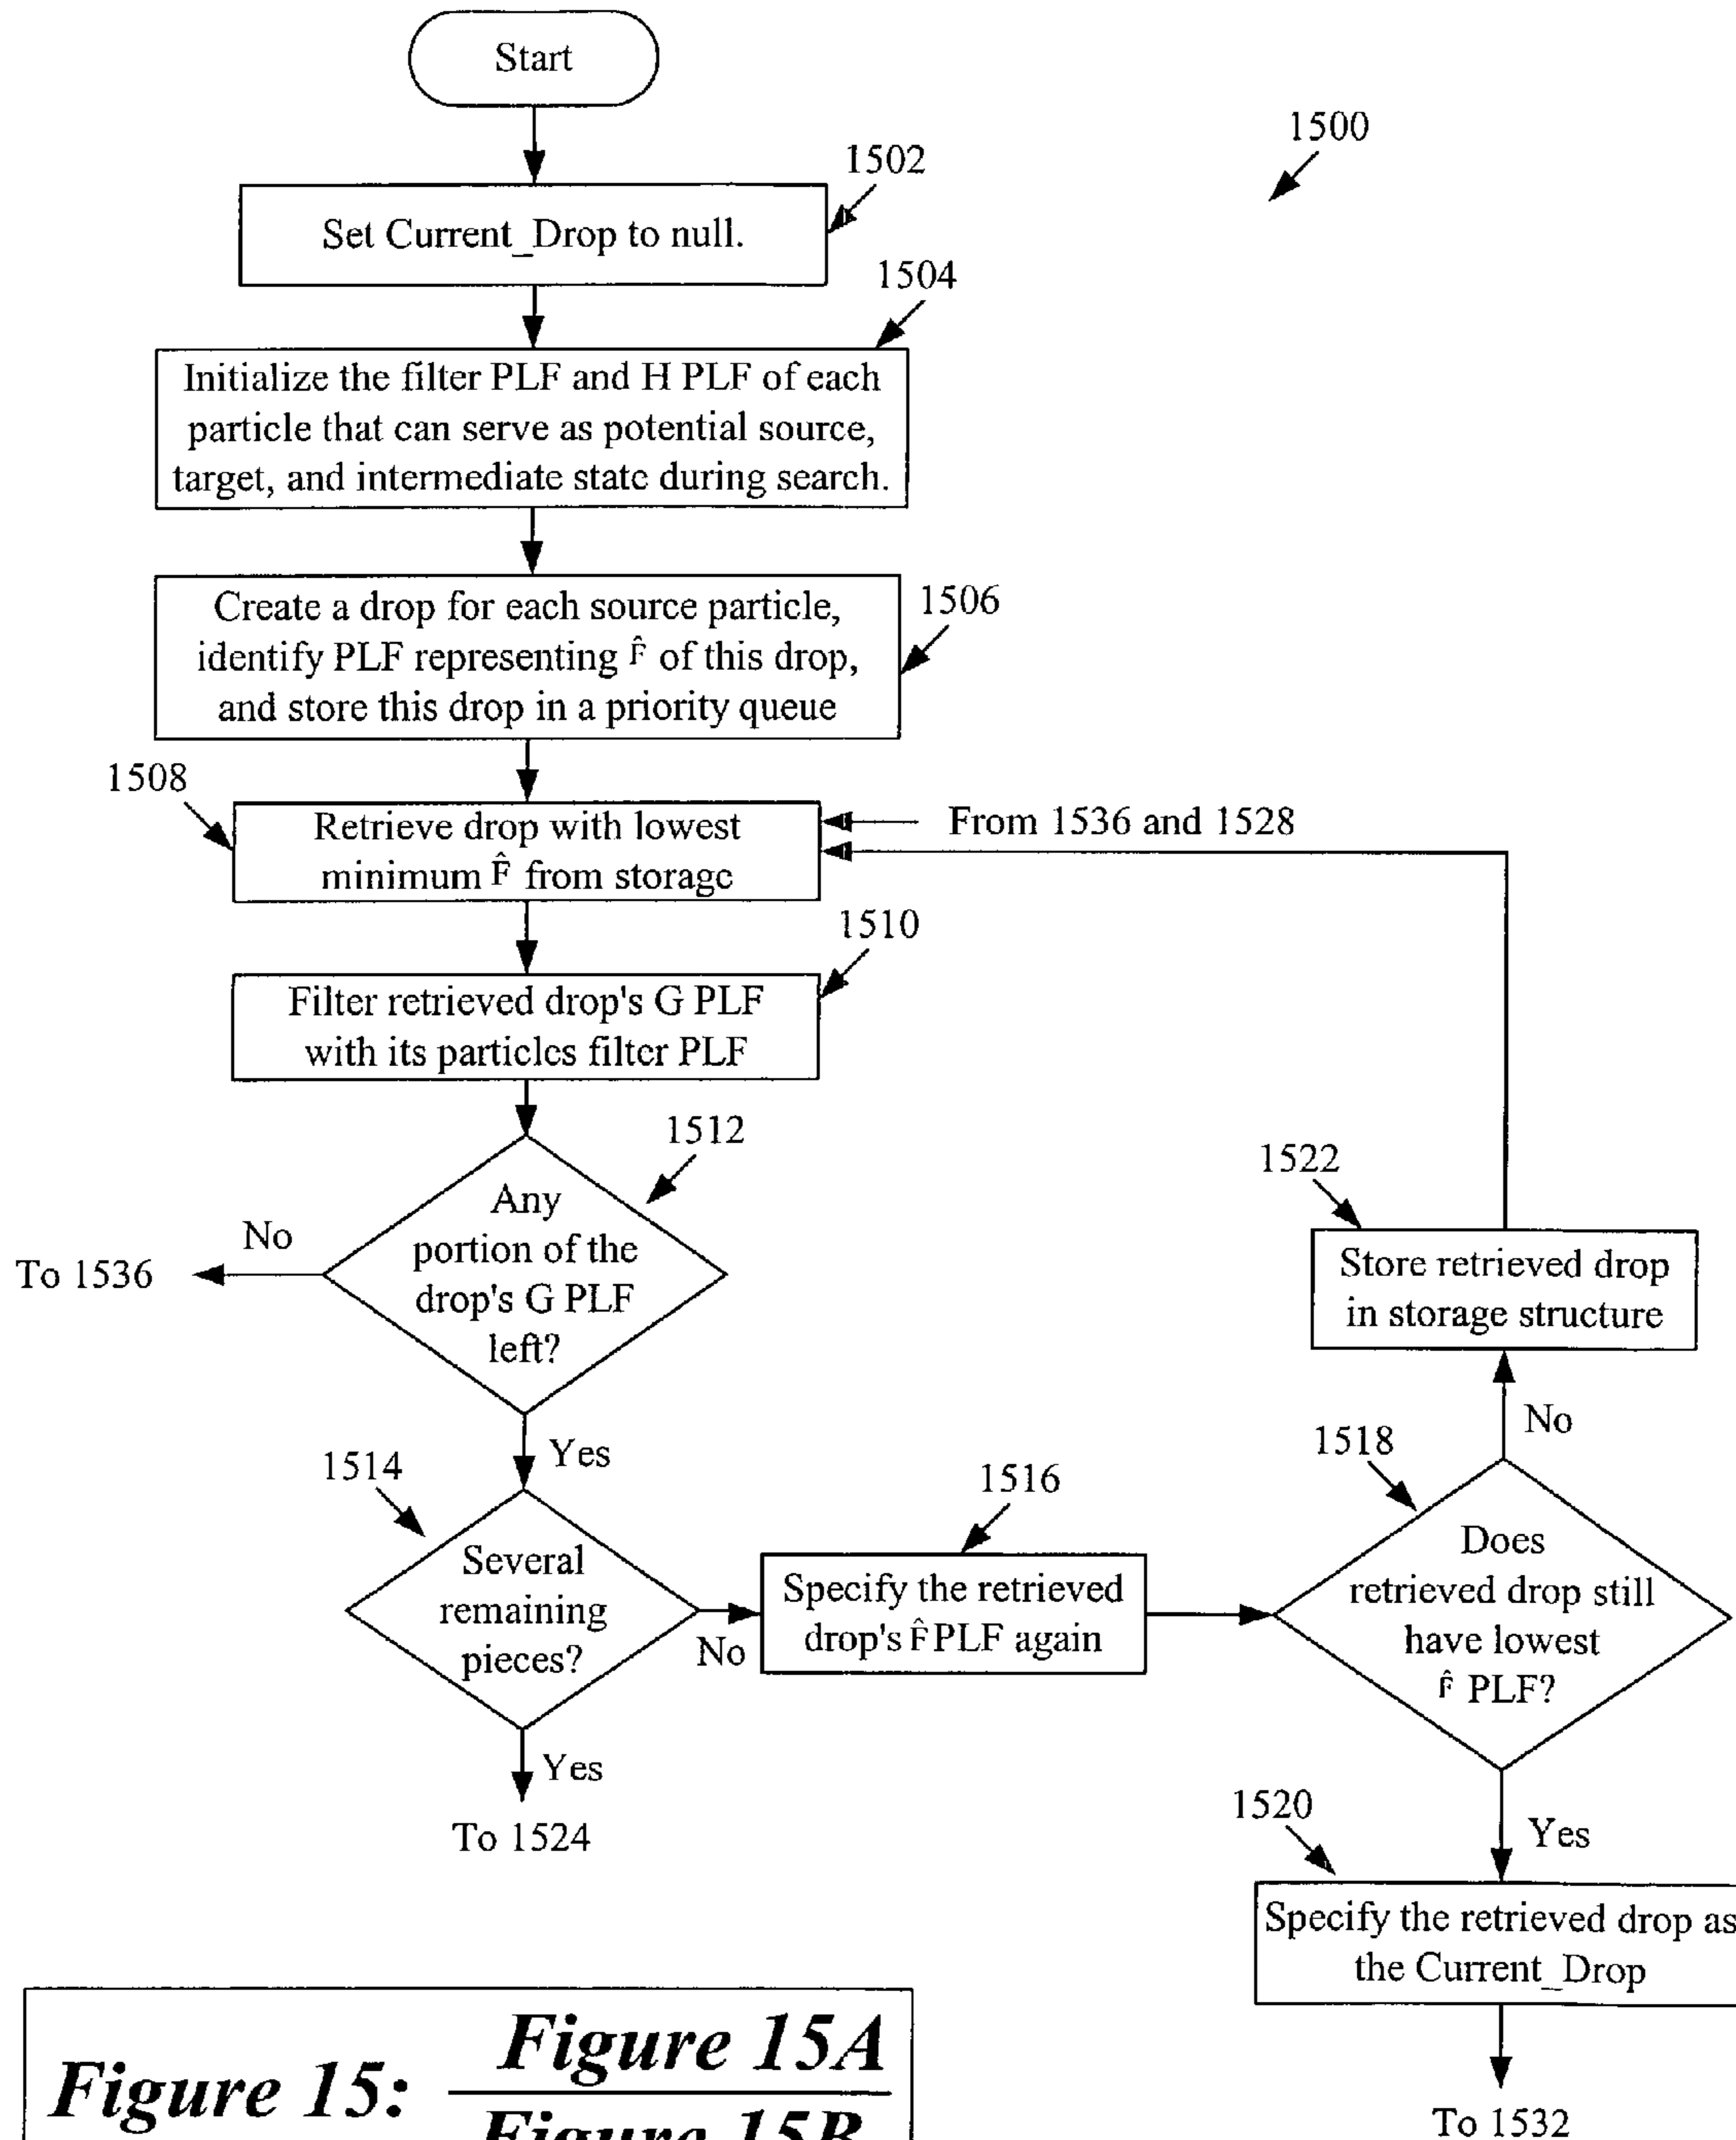 Start
1500
1502
Set Current_Drop to null.
1504
Initialize the filter PLF and H PLF of each
particle that can serve as potential source,
target, and intermediate state during search.
1506
Create a drop for each source particle,
identify PLF representing F̂ of this drop,
and store this drop in a priority queue
1508
Retrieve drop with lowest
minimum F̂ from storage
From 1536 and 1528
1510
Filter retrieved drop's G PLF
with its particles filter PLF
1512
Any
portion of the
drop's G PLF
left?
No
To 1536
Yes
1514
Several
remaining
pieces?
No
Yes
To 1524
1516
Specify the retrieved
drop's F̂ PLF again
1518
Does
retrieved drop still
have lowest
F̂ PLF?
No
1522
Store retrieved drop
in storage structure
Yes
1520
Specify the retrieved drop as
the Current_Drop
To 1532
Figure 15:
Figure 15A
Figure 15B